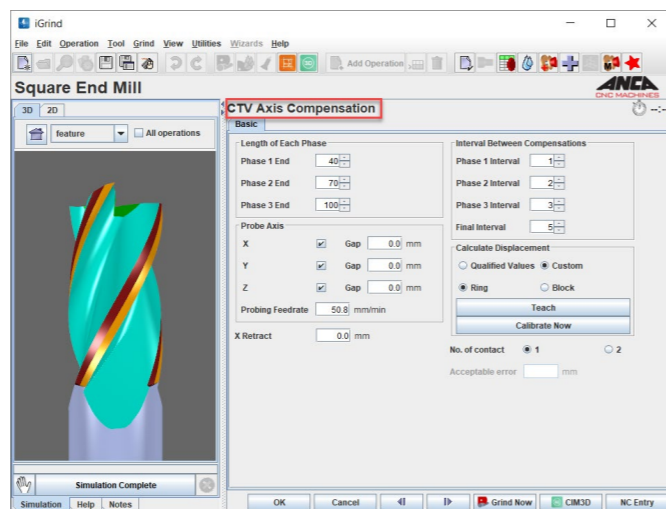 iGrind
File Edit Operation Tool Grind View Utilities Wizards Help
Add Operation
Square End Mill
ANCA
CNC MACHINES
3D 2D
CTV Axis Compensation
--:-
feature All operations
Basic
Length of Each Phase
Interval Between Compensations
Phase 1 End 40
Phase 1 Interval 1
Phase 2 End 70
Phase 2 Interval 2
Phase 3 End 100
Phase 3 Interval 3
Final Interval 5
Probe Axis
X Gap 0.0 mm
Calculate Displacement
Y Gap 0.0 mm
Qualified Values Custom
Z Gap 0.0 mm
Ring Block
Probing Feedrate 50.8 mm/min
Teach
Calibrate Now
X Retract 0.0 mm
No. of contact 1 2
Acceptable error mm
Simulation Complete
Simulation Help Notes
OK Cancel Grind Now CIM3D NC Entry